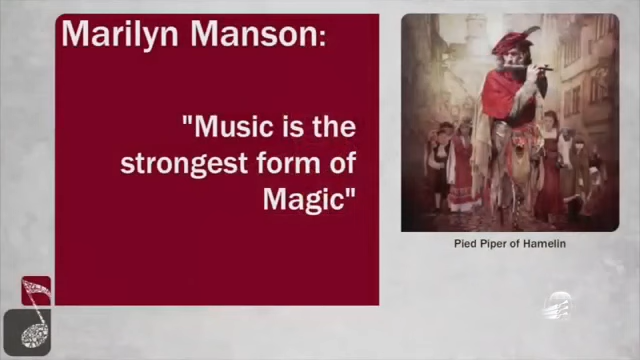 Marilyn Manson:
"Music is the
strongest form of
Magic"
Pied Piper of Hamelin